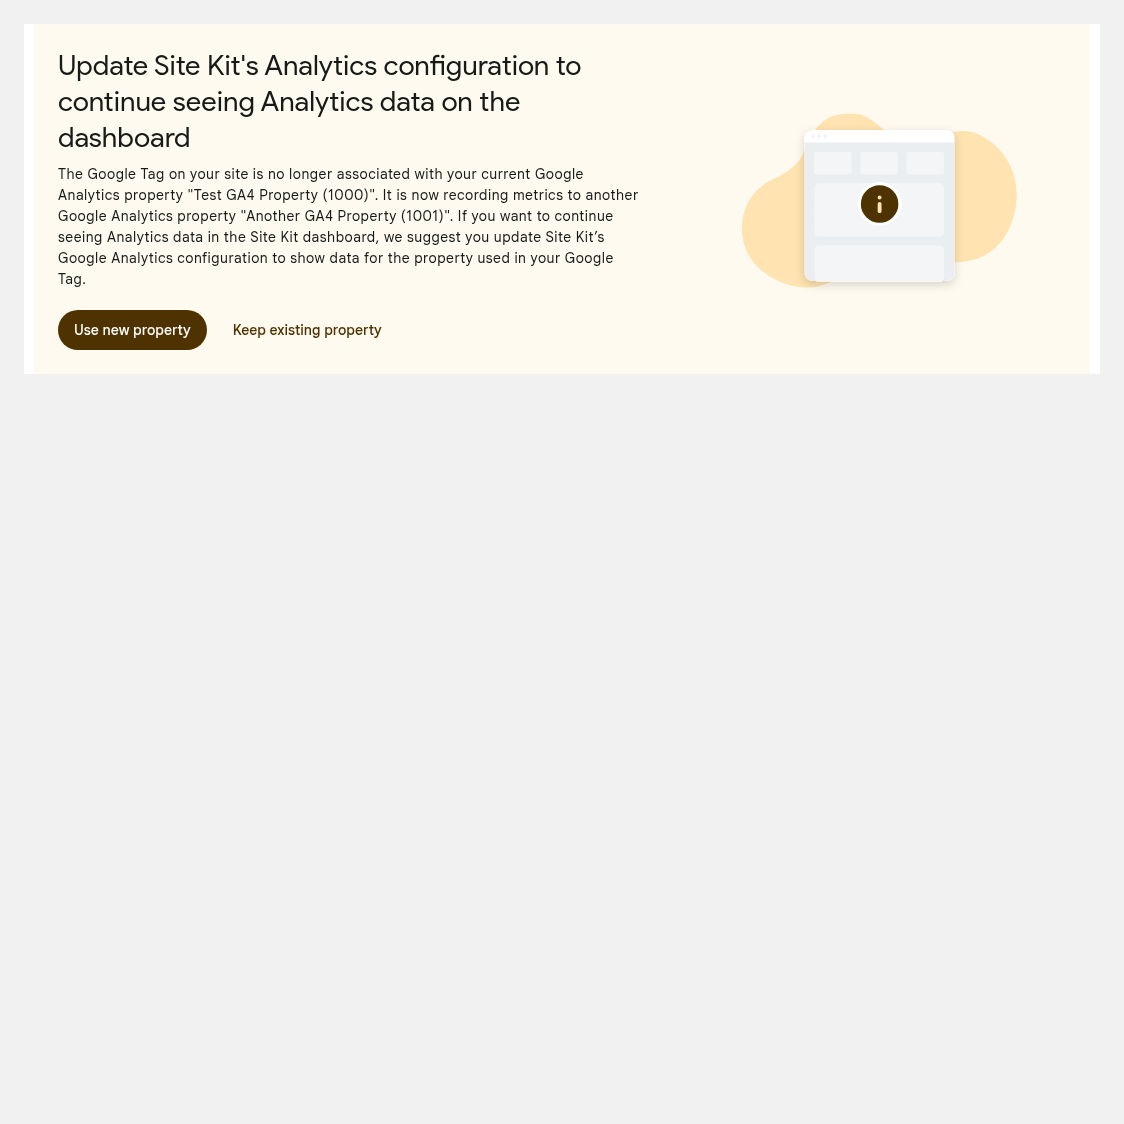 Update Site Kit's Analytics configuration to
continue seeing Analytics data on the
dashboard
The Google Tag on your site is no longer associated with your current Google
Analytics property "Test GA4 Property (1000)". It is now recording metrics to another
Google Analytics property "Another GA4 Property (1001)". If you want to continue
seeing Analytics data in the Site Kit dashboard, we suggest you update Site Kit’s
Google Analytics configuration to show data for the property used in your Google
Tag.
Use new property
Keep existing property